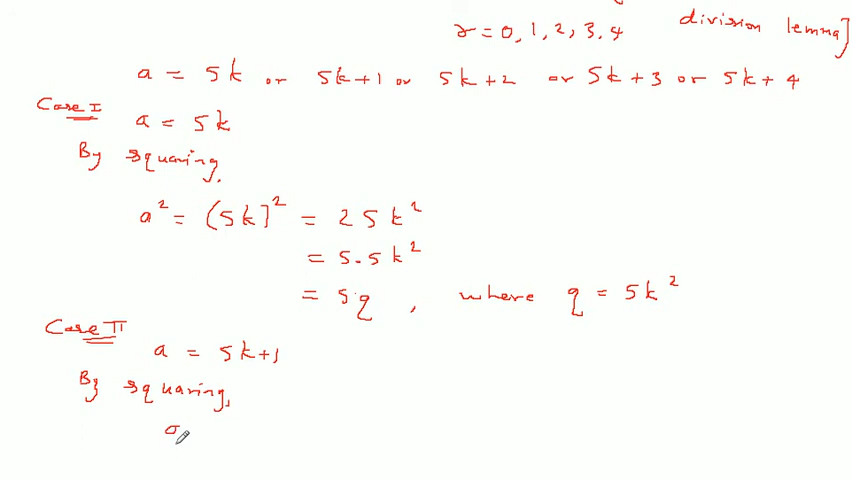 r = 0, 1, 2, 3, 4 division lemma]
a = 5k or 5k+1 or 5k+2 or 5k+3 or 5k+4
Case I a = 5k
By squaring,
a² = (5k]² = 25k²
= 5.5k²
= 5q , where q = 5k²
Case II
a = 5k+1
By squaring,
a